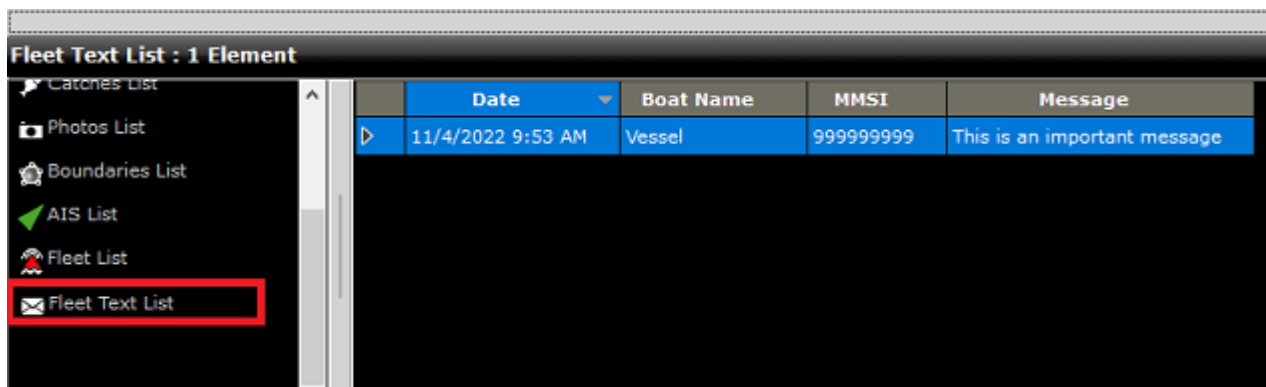 Fleet Text List : 1 Element
Catches List
Photos List
Boundaries List
AIS List
Fleet List
Fleet Text List
Date Boat Name MMSI Message
11/4/2022 9:53 AM Vessel 999999999 This is an important message